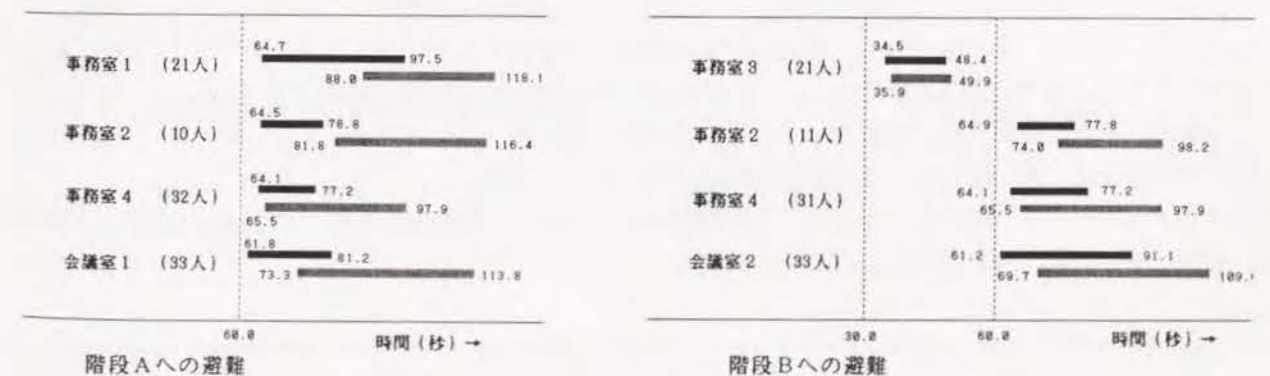 64.7
事務室1 (21人) 97.5
88.0 118.1
64.5
事務室2 (10人) 78.8
81.8 116.4
64.1
事務室4 (32人) 77.2
97.9
65.5
61.8
会議室1 (33人) 81.2
73.3 113.8
60.0
時間(秒)→
階段Aへの避難
34.5
事務室3 (21人) 48.4
49.9
35.9
事務室2 (11人) 64.9 77.8
74.0 98.2
64.1 77.2
事務室4 (31人)
65.5 97.9
会議室2 (33人) 61.2 91.1
69.7
30.0 60.0
時間(秒)→
階段Bへの避難